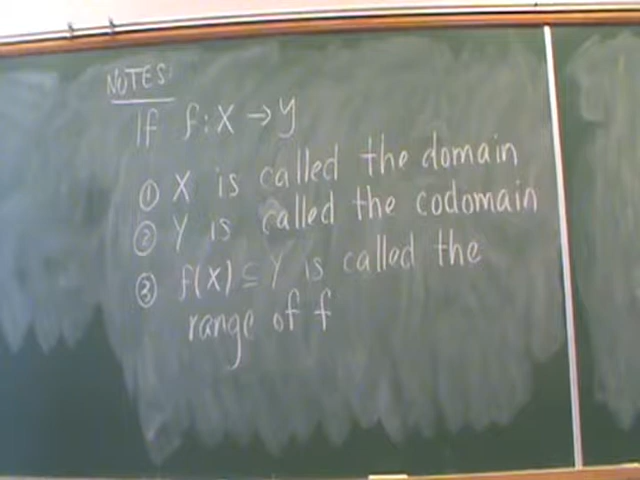 NOTES:
If f: X → y
① X is called the domain
② Y is called the codomain
③ f(X) ⊆ Y is called the
range of f